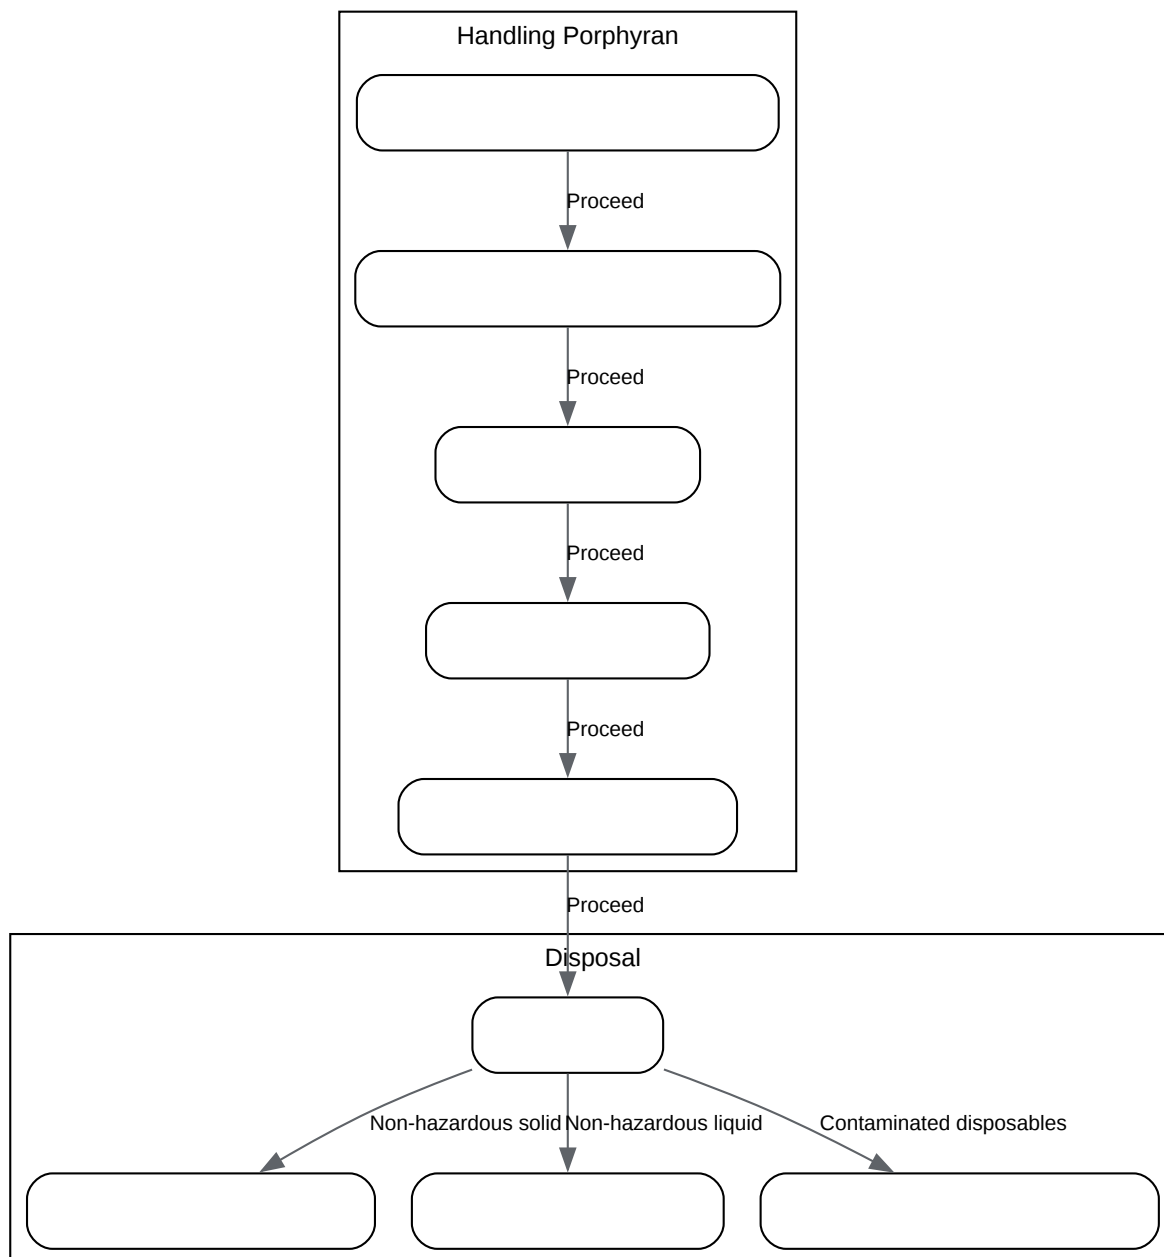 Handling Porphyran
Proceed
Proceed
Proceed
Proceed
Proceed
Disposal
Non-hazardous solid
Non-hazardous liquid
Contaminated disposables